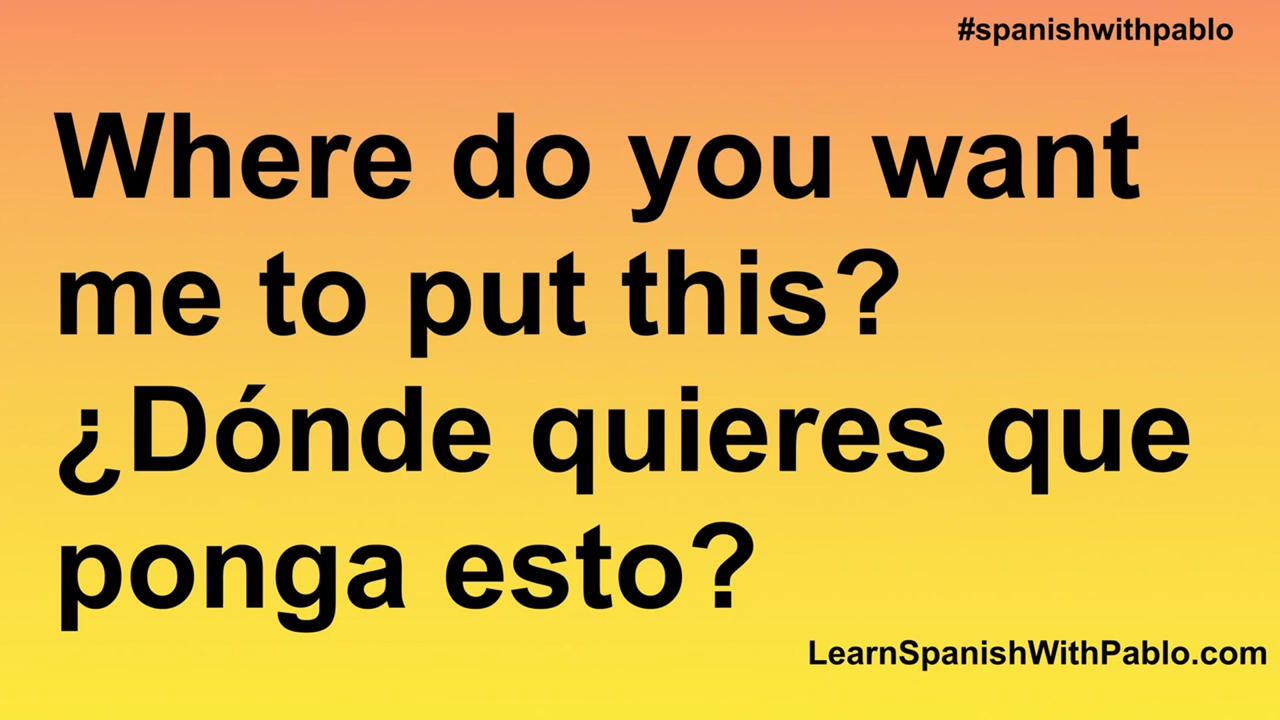 #spanishwithpablo
Where do you want
me to put this?
¿Dónde quieres que
ponga esto?
LearnSpanishWithPablo.com